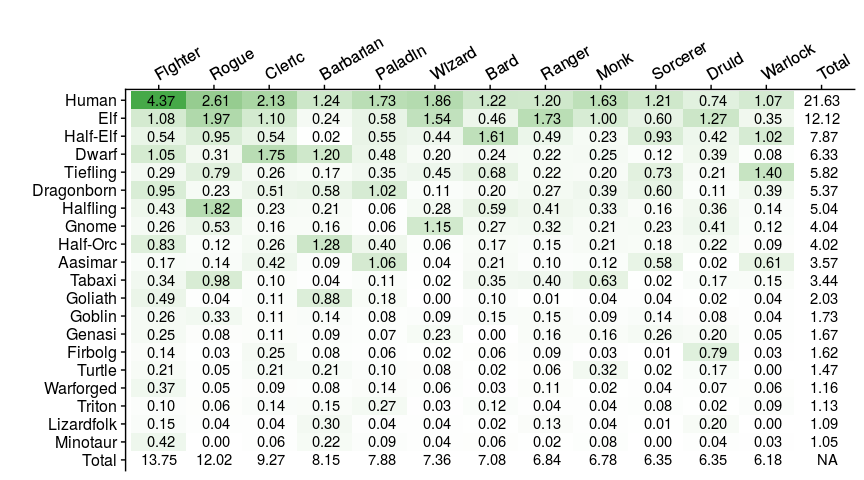 Fighter Rogue Cleric Barbarian Paladin Wizard Bard Ranger Monk Sorcerer Druid Warlock Total
Human 4.37 2.61 2.13 1.24 1.73 1.86 1.22 1.20 1.63 1.21 0.74 1.07 21.63
Elf 1.08 1.97 1.10 0.24 0.58 1.54 0.46 1.73 1.00 0.60 1.27 0.35 12.12
Half-Elf 0.54 0.95 0.54 0.02 0.55 0.44 1.61 0.49 0.23 0.93 0.42 1.02 7.87
Dwarf 1.05 0.31 1.75 1.20 0.48 0.20 0.24 0.22 0.25 0.12 0.39 0.08 6.33
Tiefling 0.29 0.79 0.26 0.17 0.35 0.45 0.68 0.22 0.20 0.73 0.21 1.40 5.82
Dragonborn 0.95 0.23 0.51 0.58 1.02 0.11 0.20 0.27 0.39 0.60 0.11 0.39 5.37
Halfling 0.43 1.82 0.23 0.21 0.06 0.28 0.59 0.41 0.33 0.16 0.36 0.14 5.04
Gnome 0.26 0.53 0.16 0.16 0.06 1.15 0.27 0.32 0.21 0.23 0.41 0.12 4.04
Half-Orc 0.83 0.12 0.26 1.28 0.40 0.06 0.17 0.15 0.21 0.18 0.22 0.09 4.02
Aasimar 0.17 0.14 0.42 0.09 1.06 0.04 0.21 0.10 0.12 0.58 0.02 0.61 3.57
Tabaxi 0.34 0.98 0.10 0.04 0.11 0.02 0.35 0.40 0.63 0.02 0.17 0.15 3.44
Goliath 0.49 0.04 0.11 0.88 0.18 0.00 0.10 0.01 0.04 0.04 0.02 0.04 2.03
Goblin 0.26 0.33 0.11 0.14 0.08 0.09 0.15 0.15 0.09 0.14 0.08 0.04 1.73
Genasi 0.25 0.08 0.11 0.09 0.07 0.23 0.00 0.16 0.16 0.26 0.20 0.05 1.67
Firbolg 0.14 0.03 0.25 0.08 0.06 0.02 0.06 0.09 0.03 0.01 0.79 0.03 1.62
Turtle 0.21 0.05 0.21 0.21 0.10 0.08 0.02 0.06 0.32 0.02 0.17 0.00 1.47
Warforged 0.37 0.05 0.09 0.08 0.14 0.06 0.03 0.11 0.02 0.04 0.07 0.06 1.16
Triton 0.10 0.06 0.14 0.15 0.27 0.03 0.12 0.04 0.04 0.08 0.02 0.09 1.13
Lizardfolk 0.15 0.04 0.04 0.30 0.04 0.04 0.02 0.13 0.04 0.01 0.20 0.00 1.09
Minotaur 0.42 0.00 0.06 0.22 0.09 0.04 0.06 0.02 0.08 0.00 0.04 0.03 1.05
Total 13.75 12.02 9.27 8.15 7.88 7.36 7.08 6.84 6.78 6.35 6.35 6.18 NA